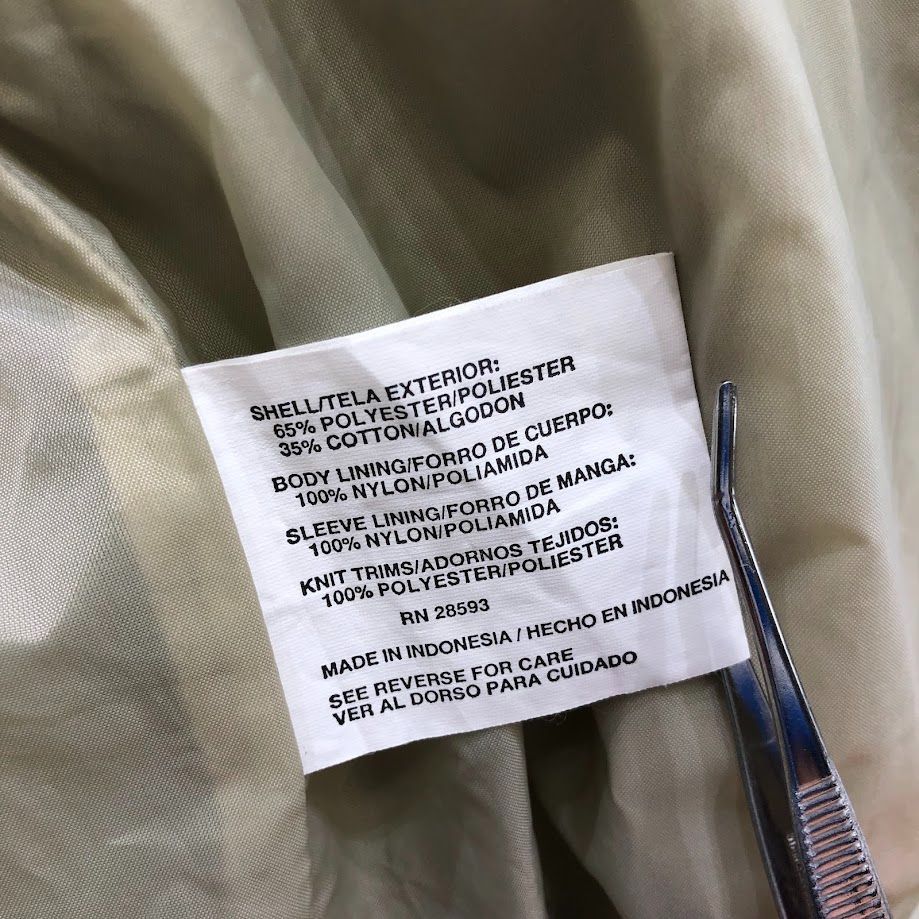 SHELL/TELA EXTERIOR:
65% POLYESTER/POLIESTER
35% COTTON/ALGODON
BODY LINING/FORRO DE CUERPO:
100% NYLON/POLIAMIDA
SLEEVE LINING/FORRO DE MANGA:
100% NYLON/POLIAMIDA
KNIT TRIMS/ADORNOS TEJIDOS:
100% POLYESTER/POLIESTER
RN 28593
MADE IN INDONESIA / HECHO EN INDONESIA
SEE REVERSE FOR CARE
VER AL DORSO PARA CUIDADO